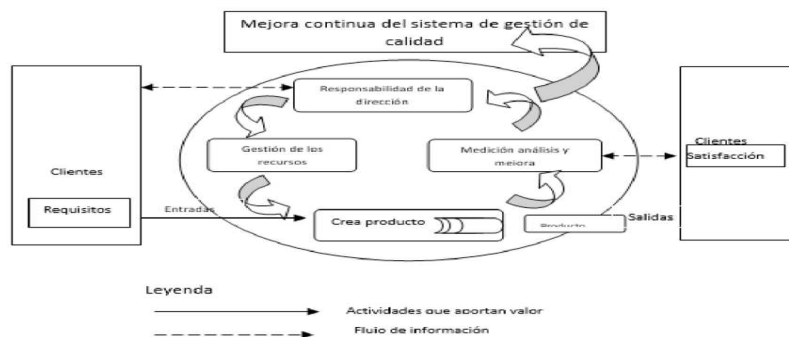 Mejora continua del sistema de gestión de
calidad
Responsabilidad de la
dirección
Gestión de los
recursos
Medición análisis y
mejora
Clientes
Requisitos
Entradas
Crea producto
Producto
Salidas
Clientes
Satisfacción
Leyenda
Actividades que aportan valor
Flujo de información